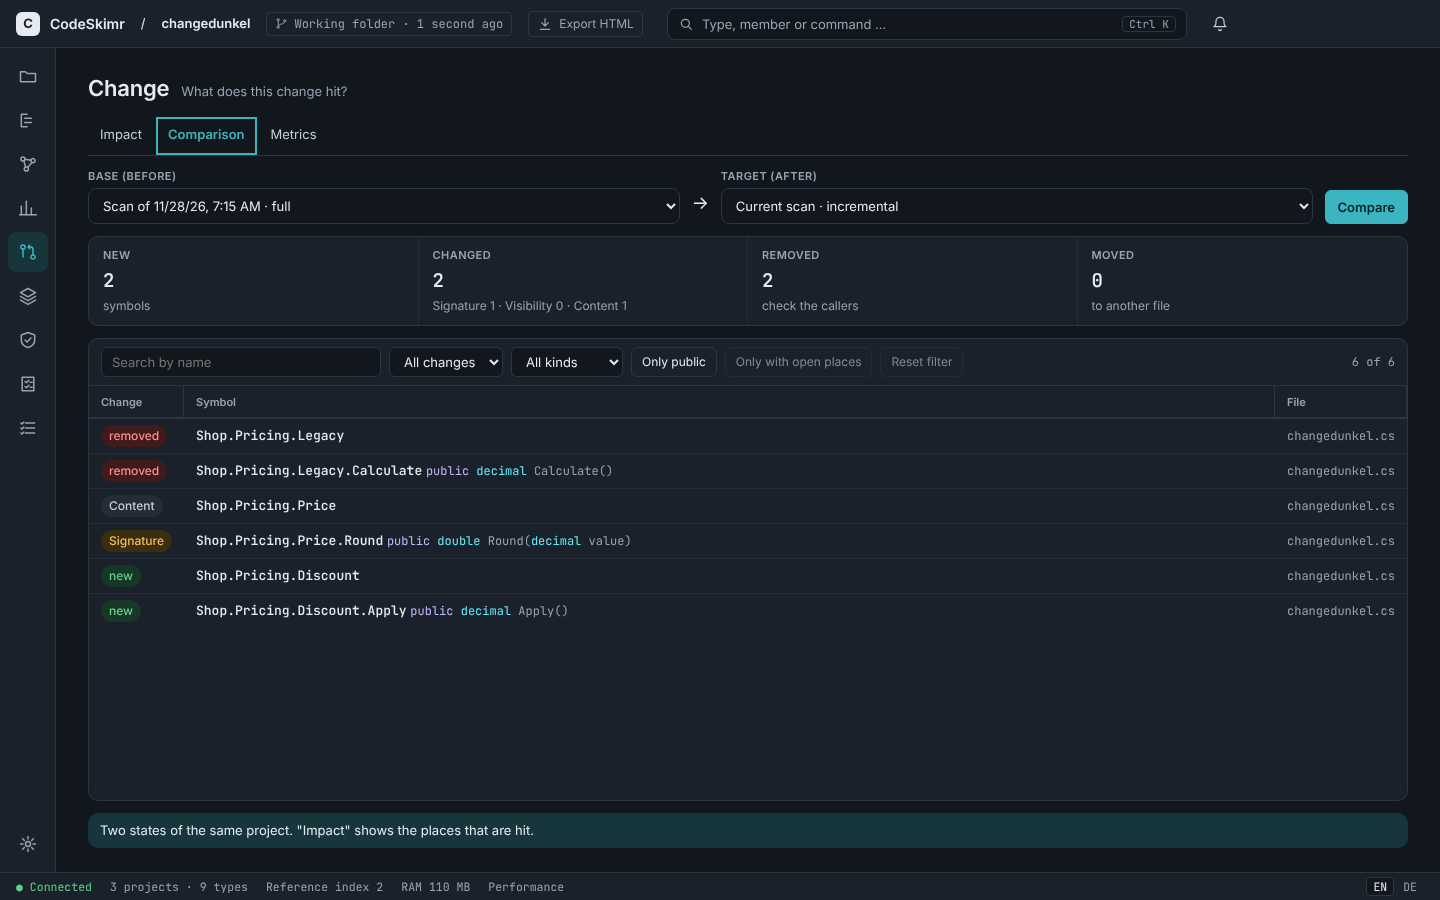 C CodeSkimr / changedunkel Working folder · 1 second ago Export HTML Type, member or command ... Ctrl K
Change What does this change hit?
Impact Comparison Metrics
BASE (BEFORE) TARGET (AFTER)
Scan of 11/28/26, 7:15 AM · full → Current scan · incremental Compare
NEW CHANGED REMOVED MOVED
2 2 2 0
symbols Signature 1 · Visibility 0 · Content 1 check the callers to another file
Search by name All changes All kinds Only public Only with open places Reset filter 6 of 6
Change Symbol File
removed Shop.Pricing.Legacy changedunkel.cs
removed Shop.Pricing.Legacy.Calculate public decimal Calculate() changedunkel.cs
Content Shop.Pricing.Price changedunkel.cs
Signature Shop.Pricing.Price.Round public double Round(decimal value) changedunkel.cs
new Shop.Pricing.Discount changedunkel.cs
new Shop.Pricing.Discount.Apply public decimal Apply() changedunkel.cs
Two states of the same project. "Impact" shows the places that are hit.
Connected 3 projects · 9 types Reference index 2 RAM 110 MB Performance EN DE